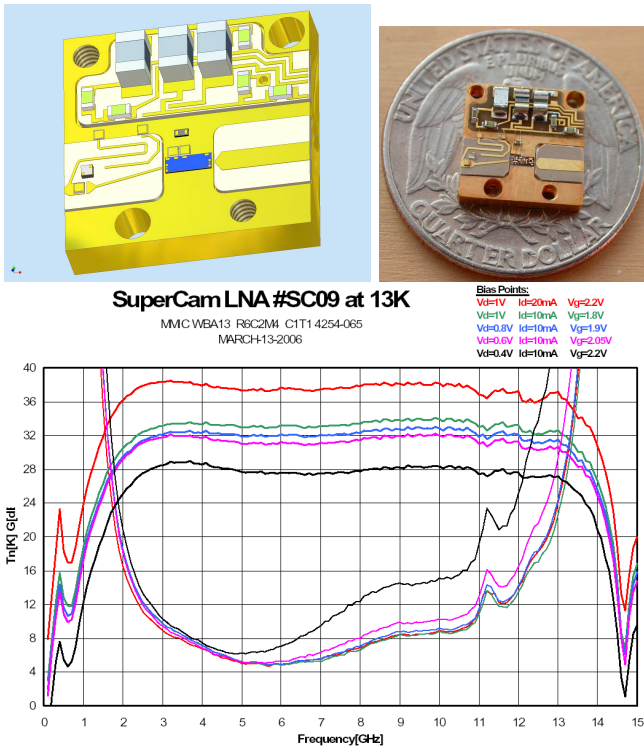 UNITED STATES OF AMERICA
E PLURIBUS
QUARTER DOLLAR
SuperCam LNA #SC09 at 13K
MMIC WBA13 R6C2M4 C1T1 4254-065
MARCH-13-2006
Bias Points:
Vd=1V Id=20mA Vg=2.2V
Vd=1V Id=10mA Vg=1.8V
Vd=0.8V Id=10mA Vg=1.9V
Vd=0.6V Id=10mA Vg=2.05V
Vd=0.4V Id=10mA Vg=2.2V
40
36
32
28
24
20
16
12
8
4
0
Tn[K] G[dB]
0 1 2 3 4 5 6 7 8 9 10 11 12 13 14 15
Frequency[GHz]